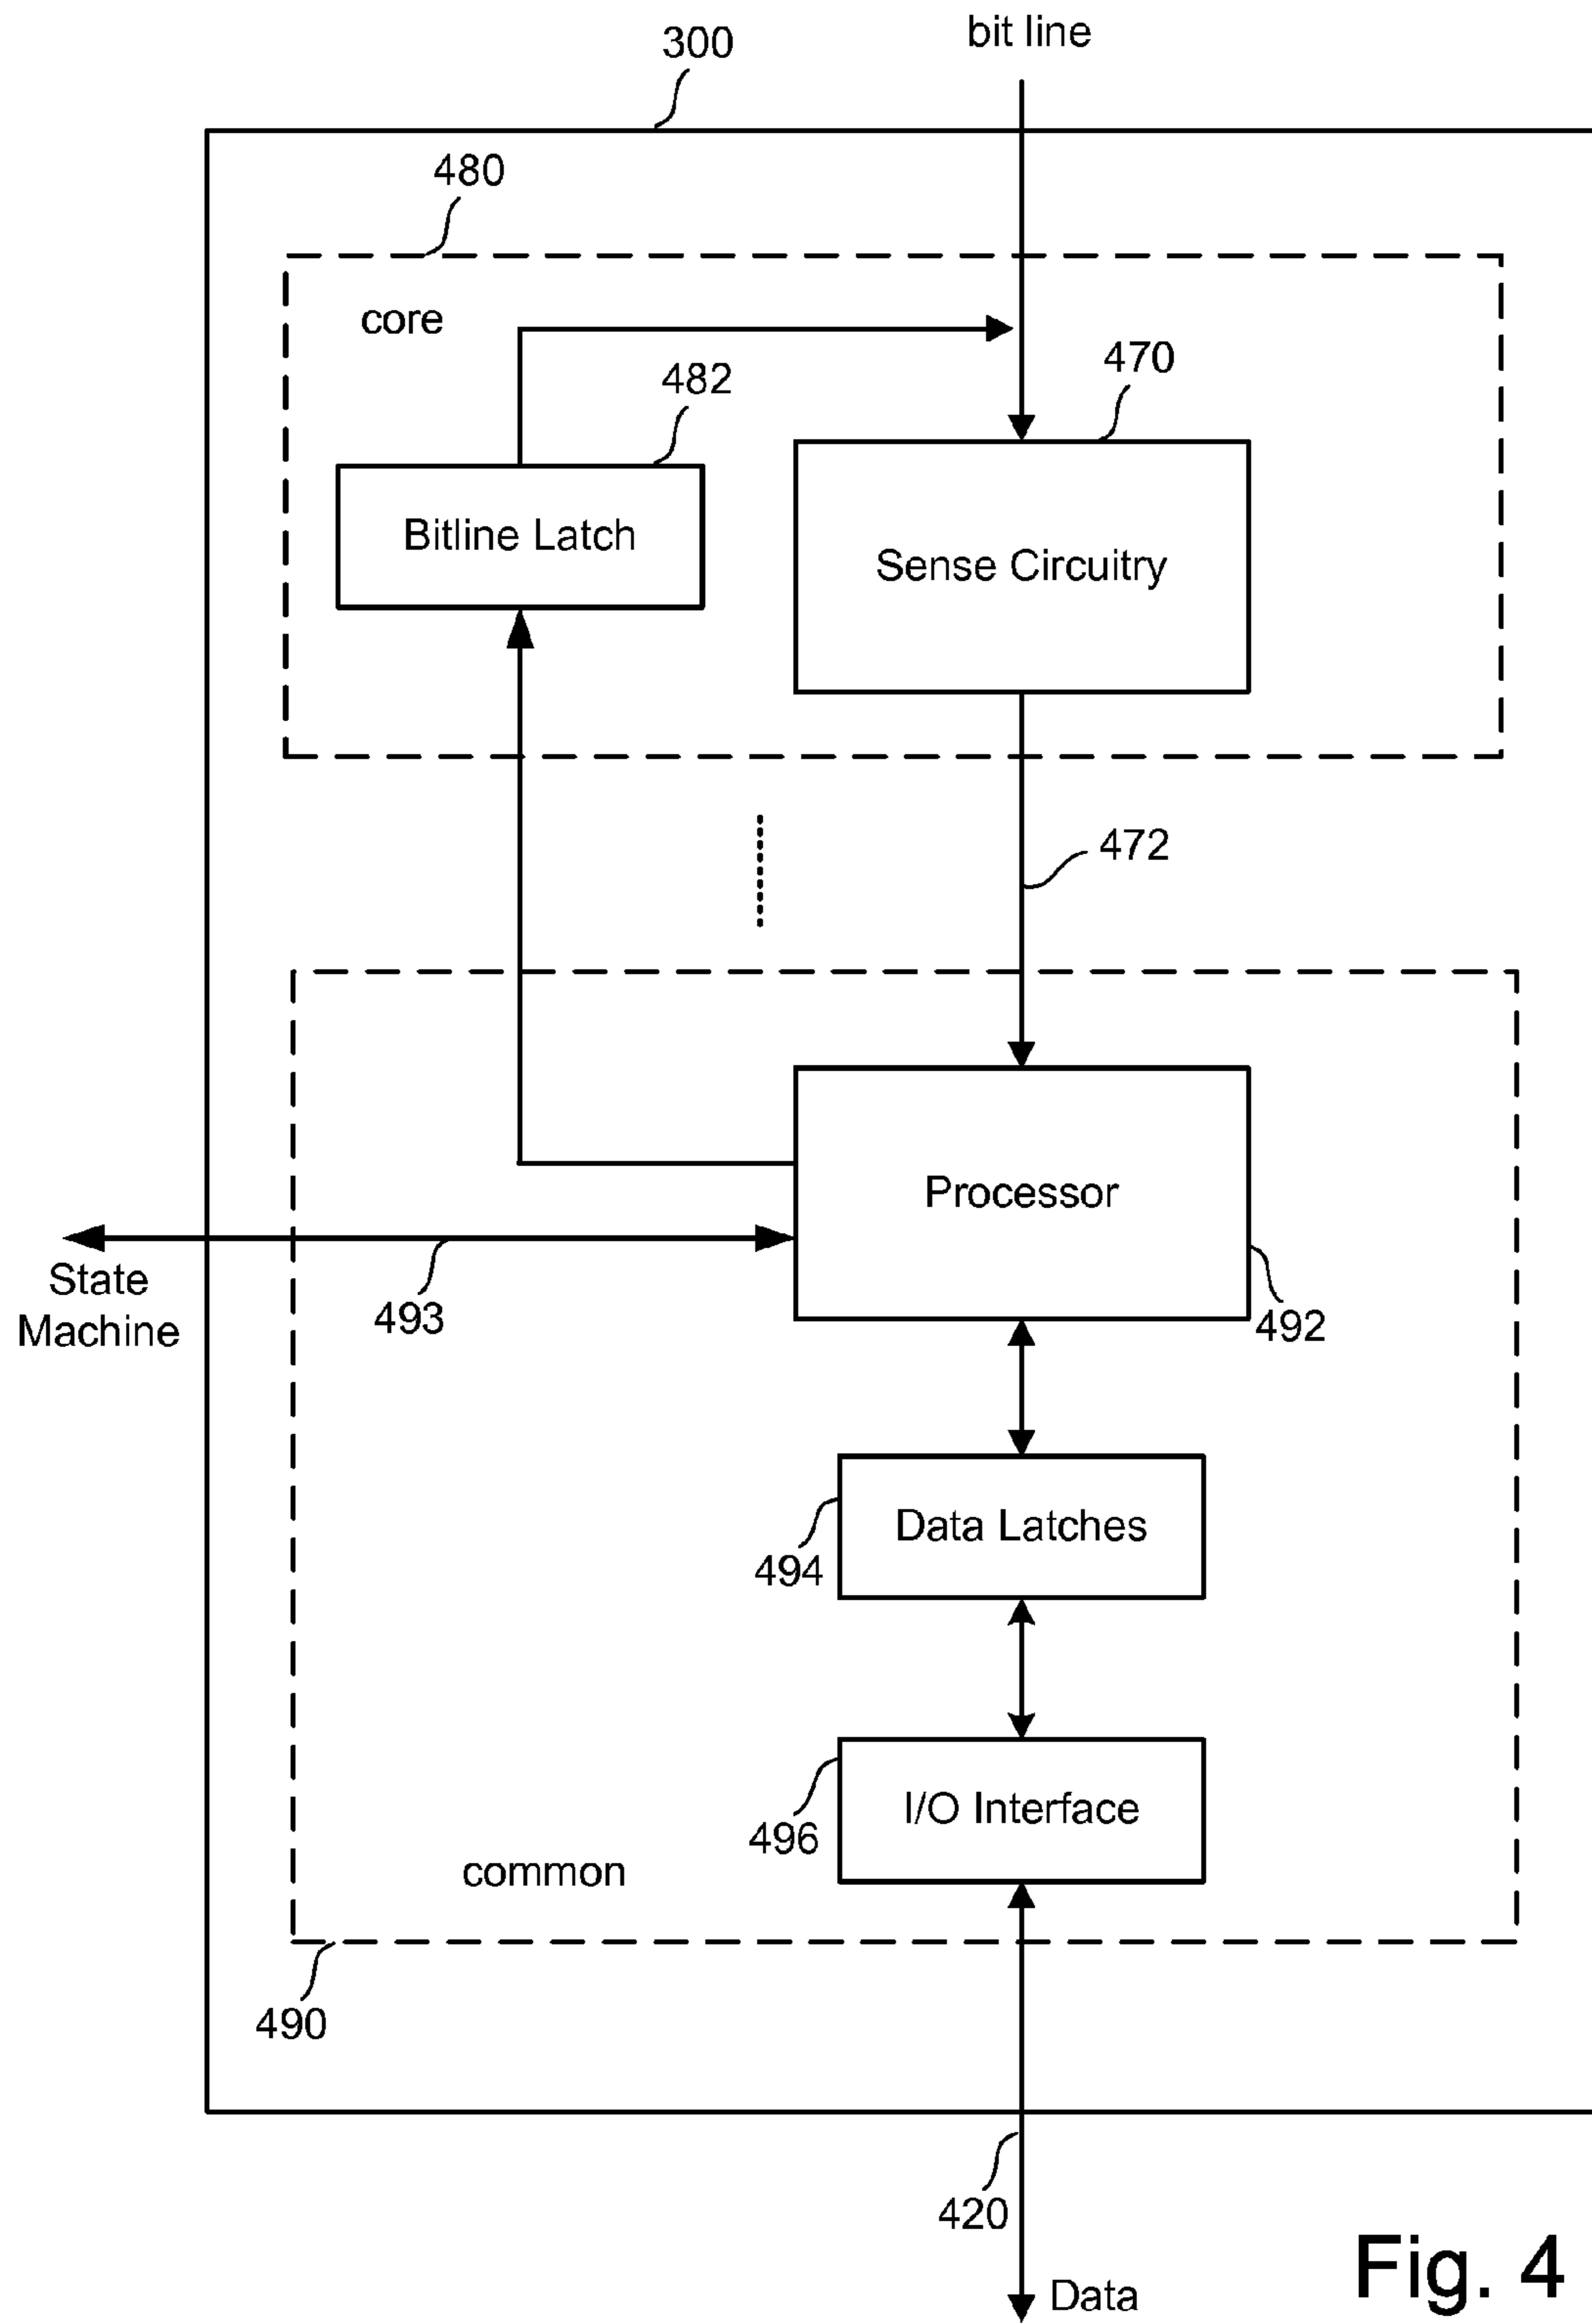 300
bit line
480
core
482
470
Bitline Latch
Sense Circuitry
472
Processor
State
Machine
493
492
Data Latches
494
I/O Interface
496
common
490
420
Data
Fig. 4